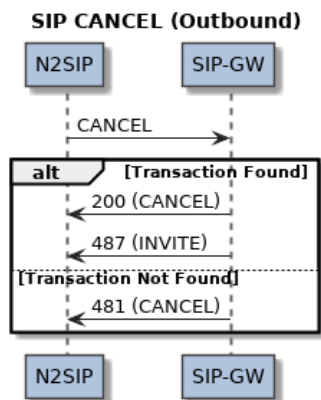 SIP CANCEL (Outbound)
N2SIP SIP-GW
CANCEL
alt [Transaction Found]
200 (CANCEL)
487 (INVITE)
[Transaction Not Found]
481 (CANCEL)
N2SIP SIP-GW